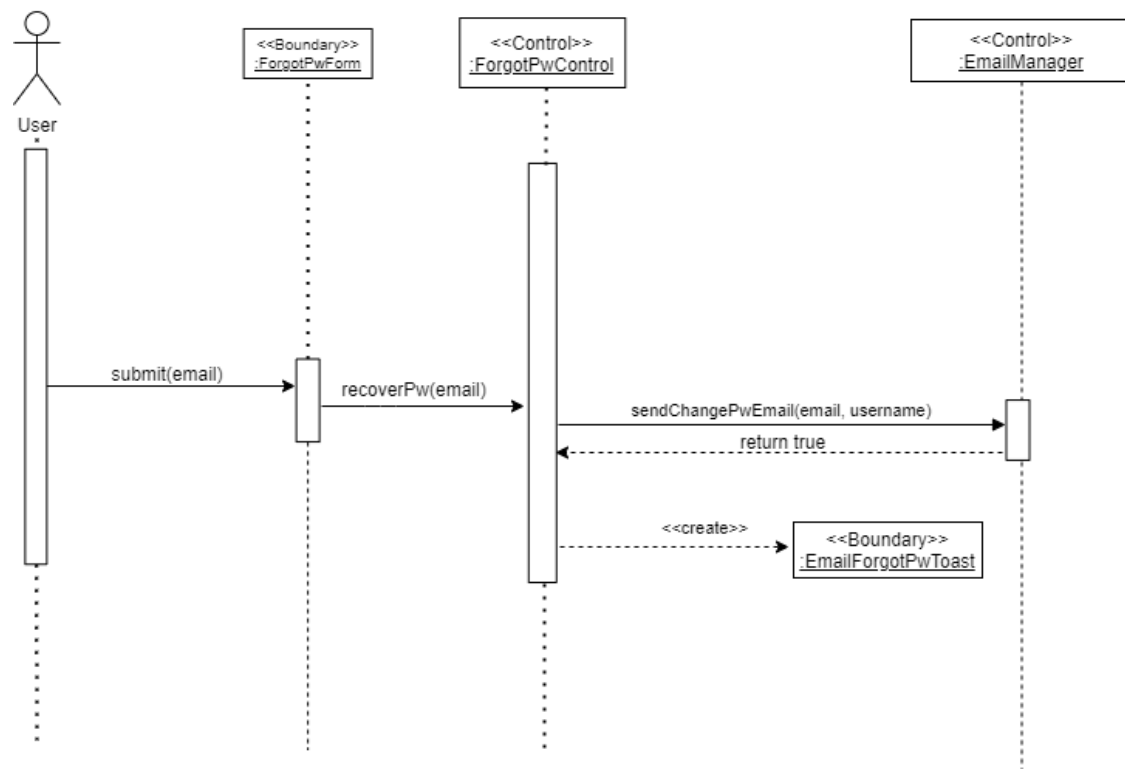 User
<<Boundary>>
:ForgotPwForm
<<Control>>
:ForgotPwControl
<<Control>>
:EmailManager
submit(email)
recoverPw(email)
sendChangePwEmail(email, username)
return true
<<create>>
<<Boundary>>
:EmailForgotPwToast